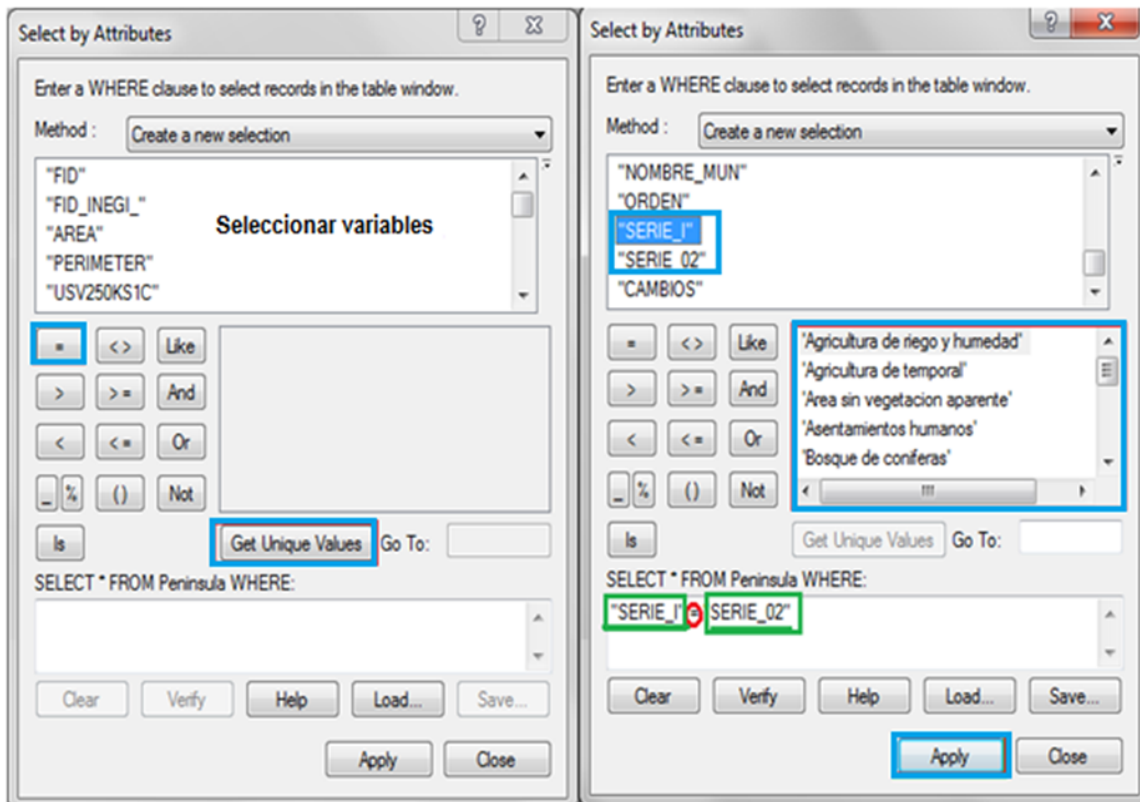 Select by Attributes
Enter a WHERE clause to select records in the table window.
Method :
Create a new selection
"FID"
"FID_INEGI_"
"AREA"
"PERIMETER"
"USV250KS1C"
Seleccionar variables
= <> Like
> >= And
< <= Or
_ % () Not
Is
Get Unique Values
Go To:
SELECT * FROM Peninsula WHERE:
Clear
Verify
Help
Load...
Save...
Apply
Close
Select by Attributes
Enter a WHERE clause to select records in the table window.
Method :
Create a new selection
"NOMBRE_MUN"
"ORDEN"
"SERIE_I"
"SERIE_02"
"CAMBIOS"
= <> Like
> >= And
< <= Or
_ % () Not
Is
'Agricultura de riego y humedad'
'Agricultura de temporal'
'Area sin vegetacion aparente'
'Asentamientos humanos'
'Bosque de coniferas'
Get Unique Values
Go To:
SELECT * FROM Peninsula WHERE:
"SERIE_I" = SERIE_02"
Clear
Verify
Help
Load...
Save...
Apply
Close